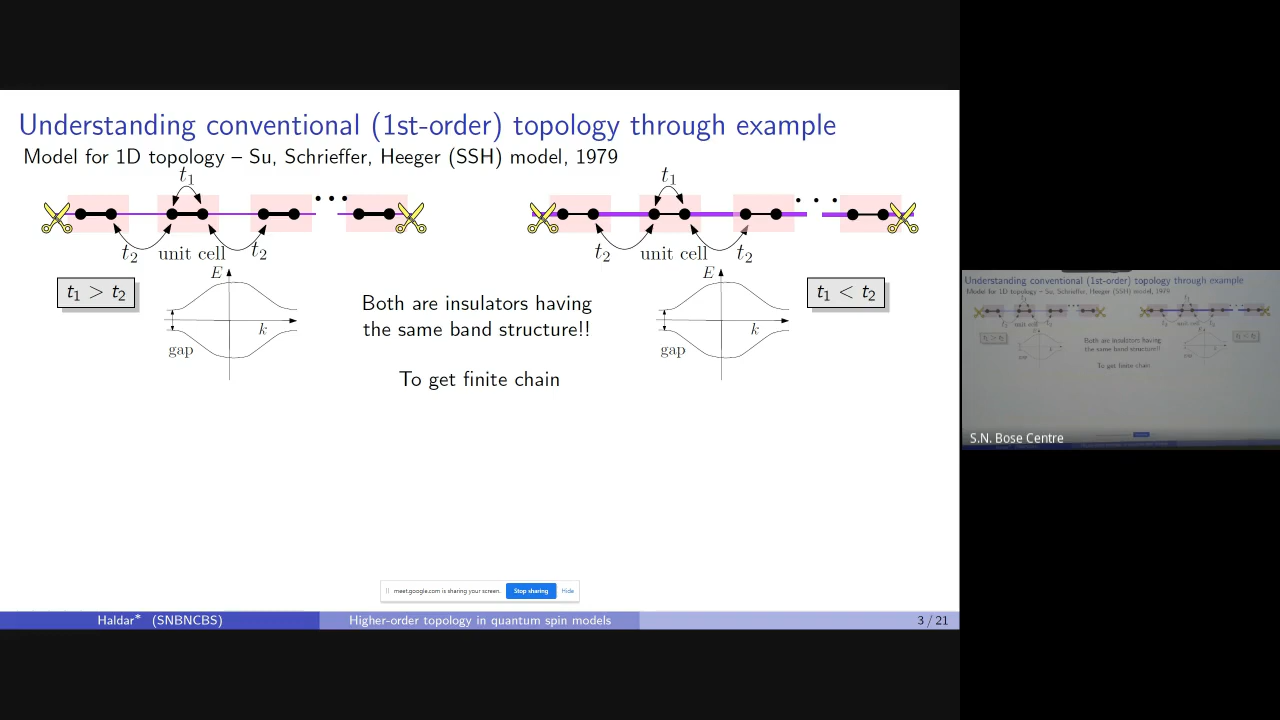 Understanding conventional (1st-order) topology through example
Model for 1D topology – Su, Schrieffer, Heeger (SSH) model, 1979
t₁
t₁
t₂ unit cell t₂
t₂ unit cell t₂
t₁ > t₂
E
k
gap
Both are insulators having
the same band structure!!
To get finite chain
E
k
gap
t₁ < t₂
meet.google.com is sharing your screen.
Stop sharing
Hide
Haldar* (SNBNCBS)
Higher-order topology in quantum spin models
3 / 21
Understanding conventional (1st-order) topology through example
Model for 1D topology – Su, Schrieffer, Heeger (SSH) model, 1979
Both are insulators having
the same band structure!!
To get finite chain
S.N. Bose Centre